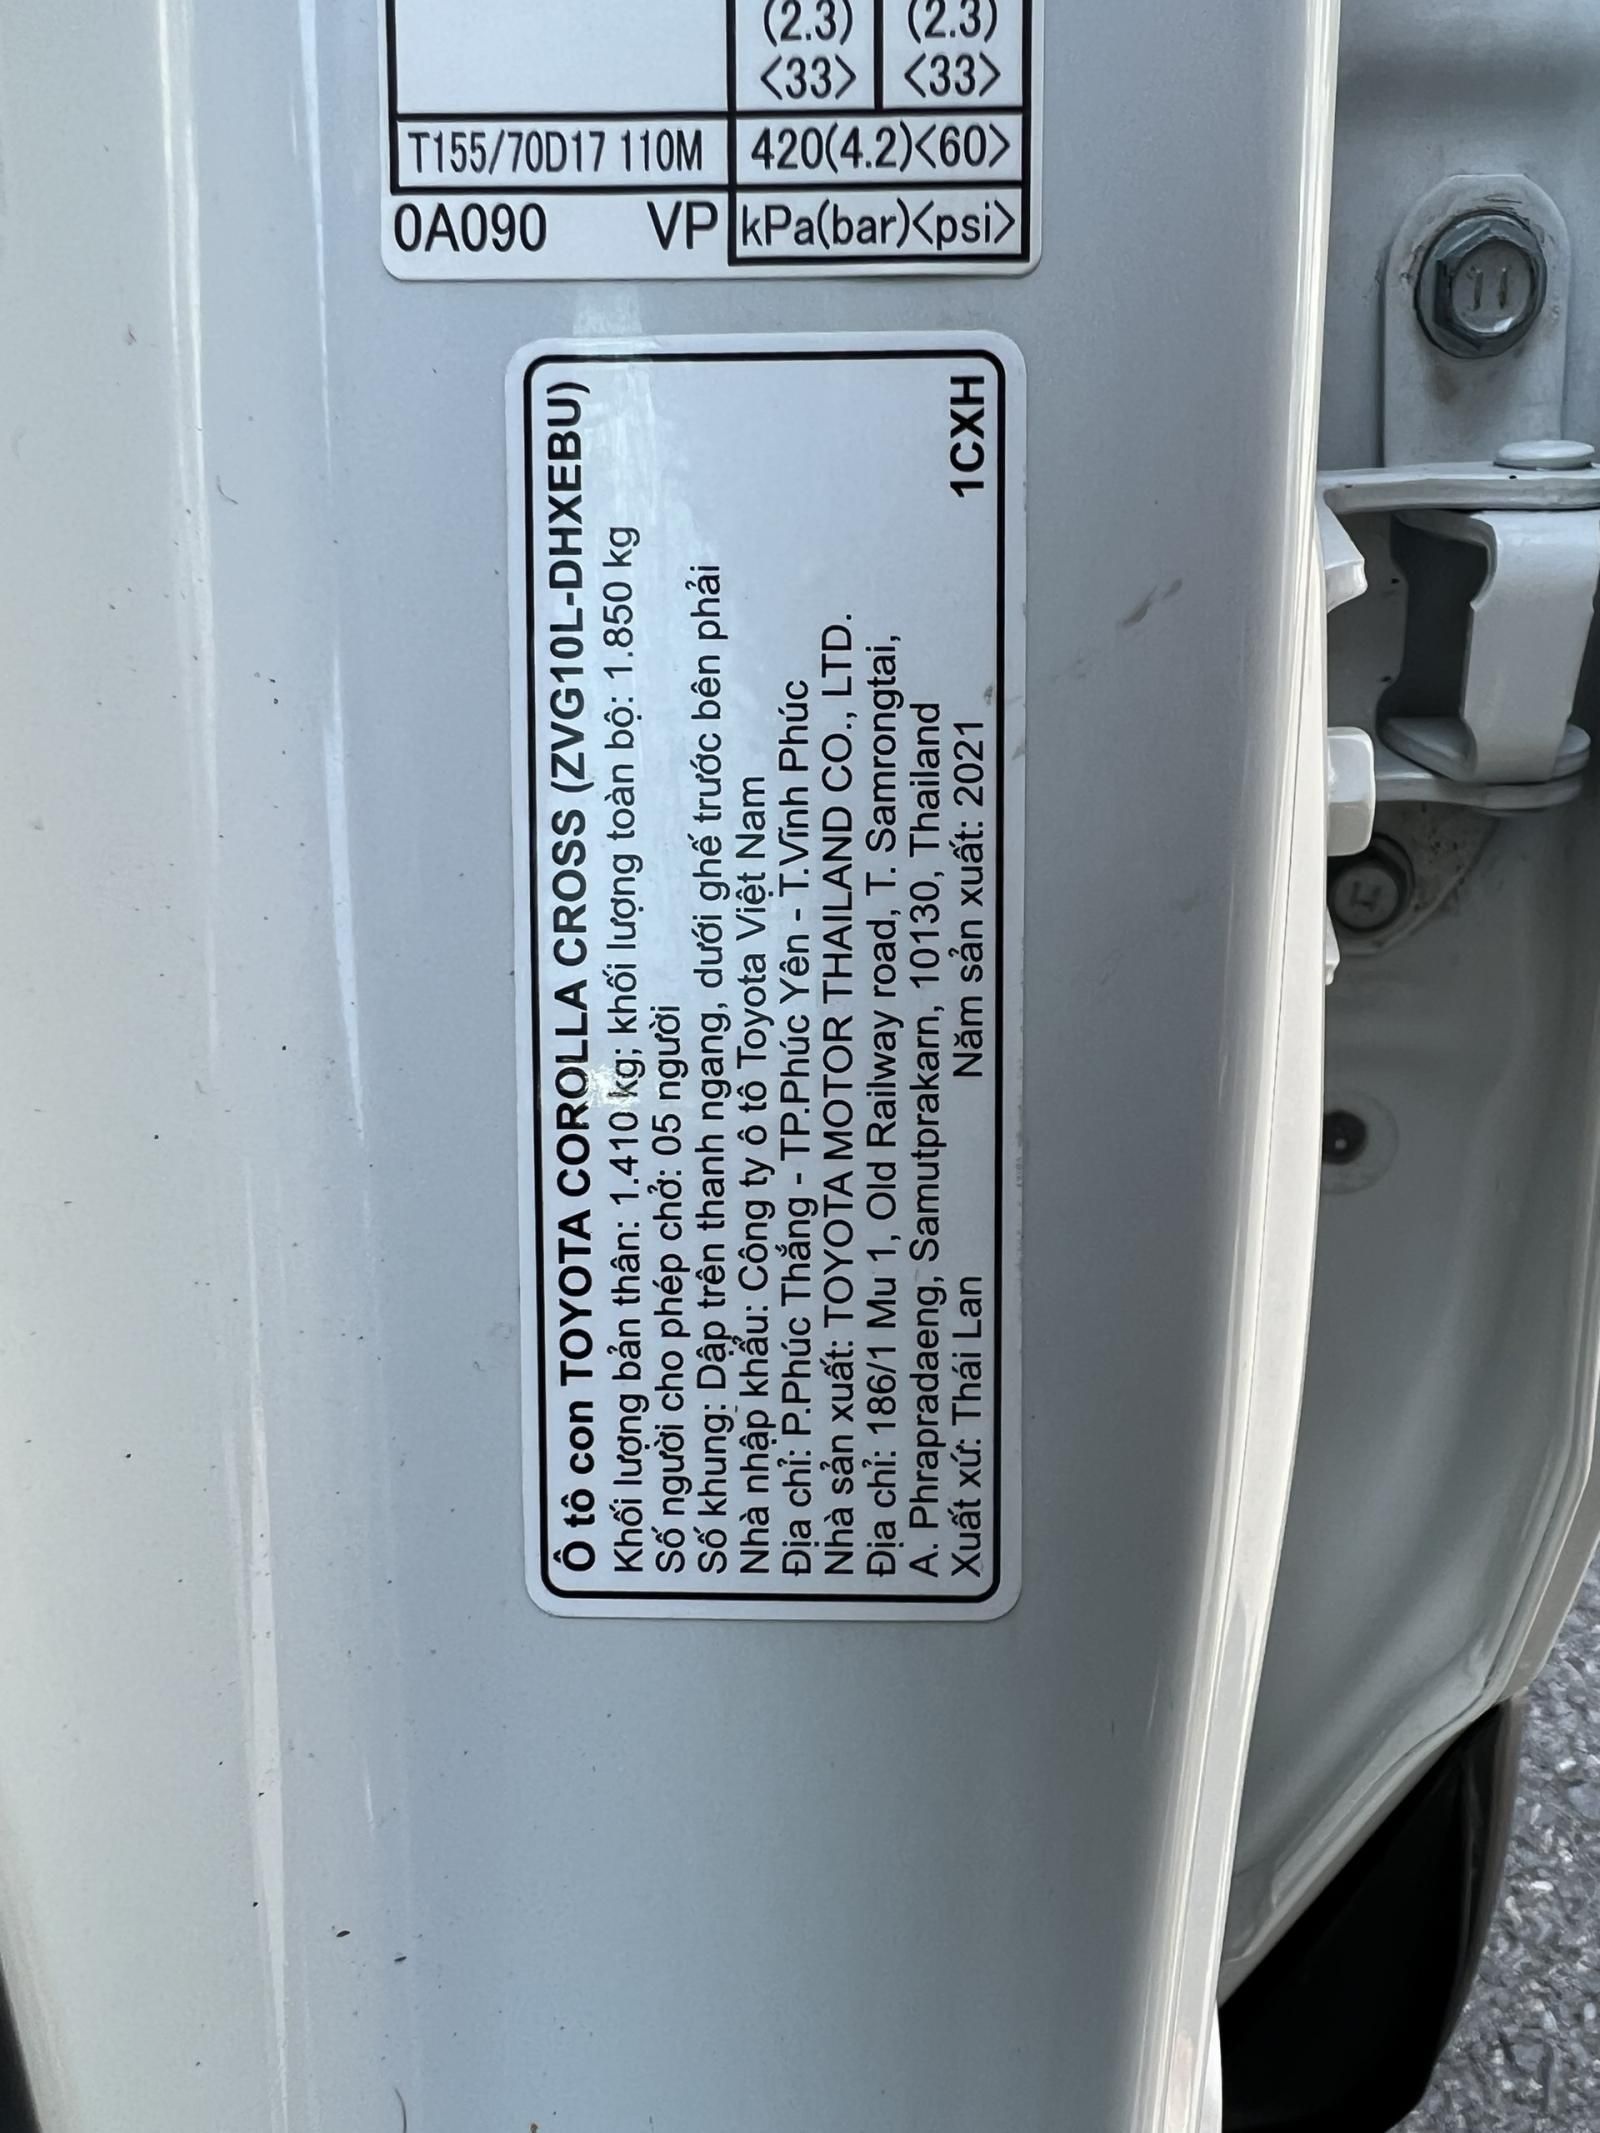 (2.3) (2.3)
<33> <33>
T155/70D17 110M 420(4.2)<60>
0A090 VP kPa(bar)<psi>
Ô tô con TOYOTA COROLLA CROSS (ZVG10L-DHXEBU)
Khối lượng bản thân: 1.410 kg; khối lượng toàn bộ: 1.850 kg
Số người cho phép chở: 05 người
Số khung: Dập trên thanh ngang, dưới ghế trước bên phải
Nhà nhập khẩu: Công ty ô tô Toyota Việt Nam
Địa chỉ: P.Phúc Thắng - TP.Phúc Yên - T.Vĩnh Phúc
Nhà sản xuất: TOYOTA MOTOR THAILAND CO., LTD.
Địa chỉ: 186/1 Mu 1, Old Railway road, T. Samrongtai,
A. Phrapradaeng, Samutprakarn, 10130, Thailand
Xuất xứ: Thái Lan Năm sản xuất: 2021 1CXH